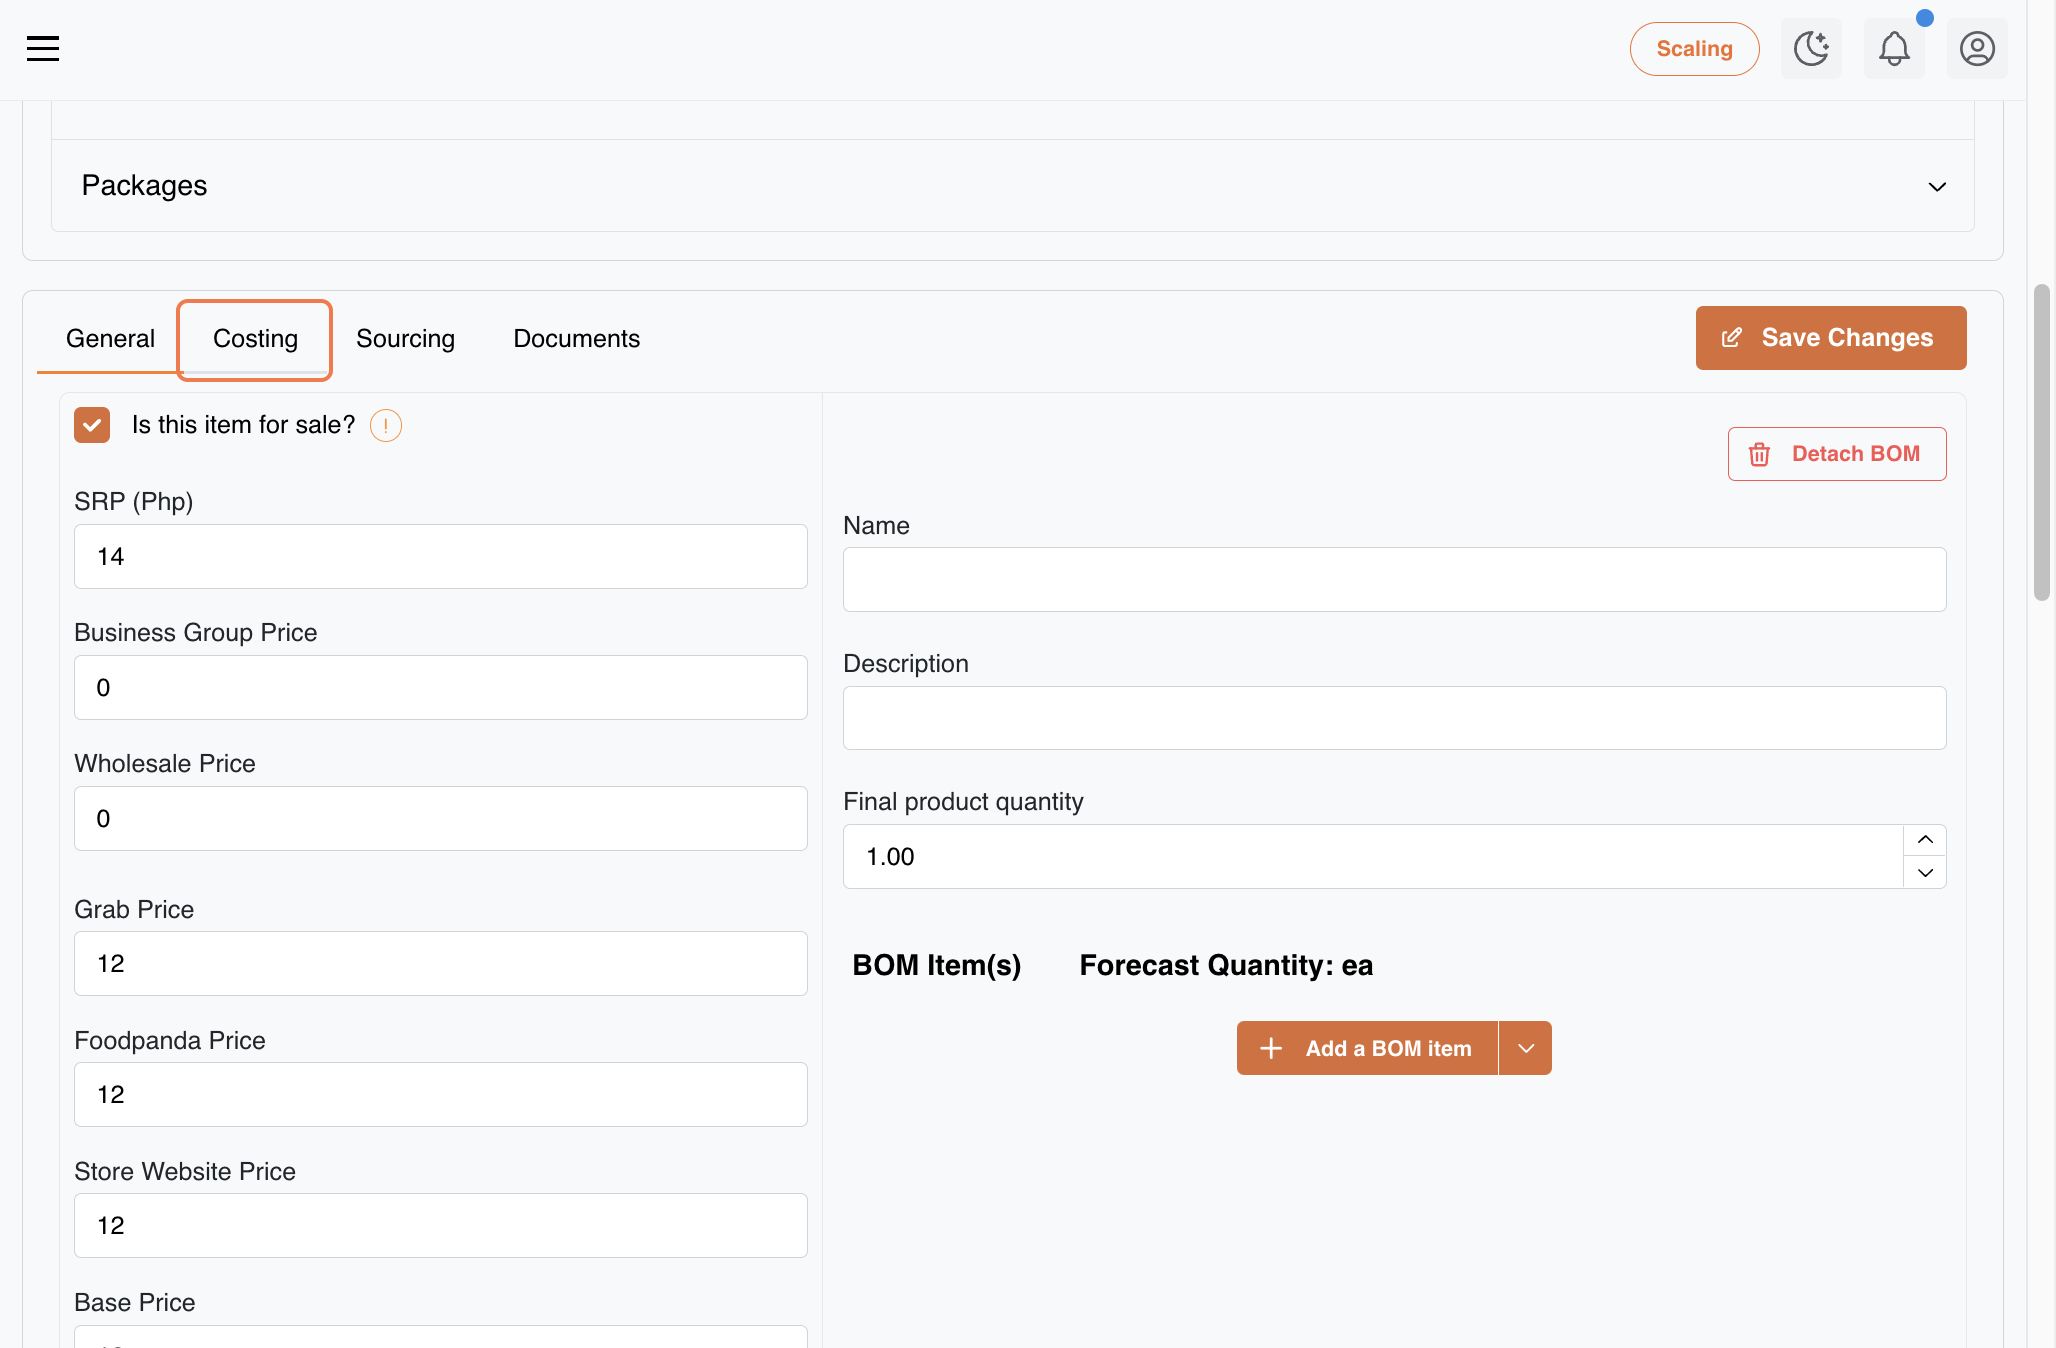 Scaling
Packages
General
Costing
Sourcing
Documents
Save Changes
Is this item for sale?
Detach BOM
SRP (Php)
14
Name
Business Group Price
0
Description
Wholesale Price
0
Final product quantity
1.00
Grab Price
12
BOM Item(s)
Forecast Quantity: ea
Foodpanda Price
12
Add a BOM item
Store Website Price
12
Base Price